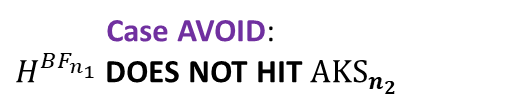 Case AVOID:
H^{BF_{n_1}} DOES NOT HIT AKS_{n_2}